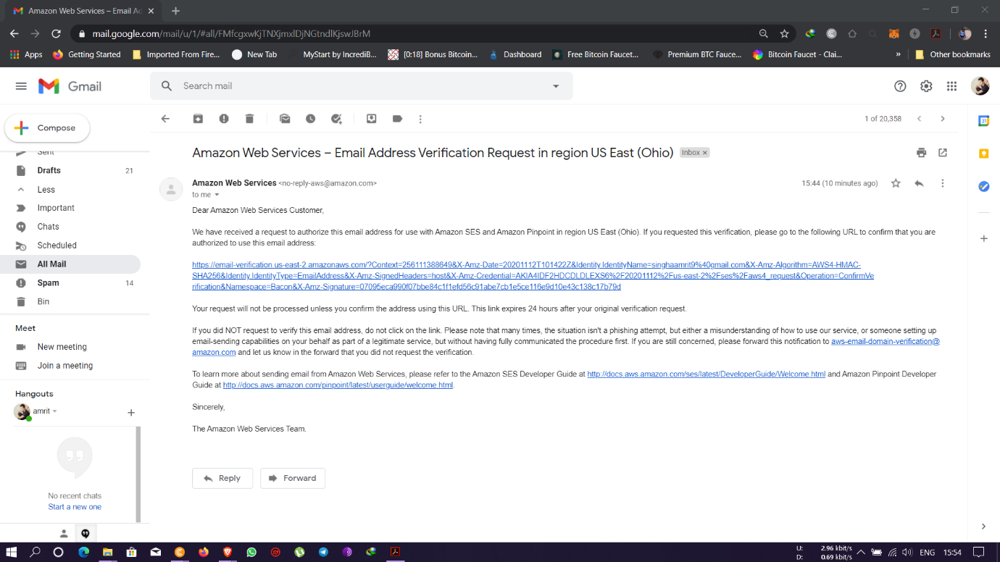 Amazon Web Services – Email Ad
mail.google.com/mail/u/1/#all/FMfcgxwKjTNXjmxlDjNGtndlKjswJBrM
Apps Getting Started Imported From Fire... New Tab MyStart by IncrediB... [0:18] Bonus Bitcoin... Dashboard Free Bitcoin Faucet... Premium BTC Fauce... Bitcoin Faucet - Clai... » Other bookmarks
Gmail
Search mail
Compose
1 of 20,358
Sent
Drafts 21
Less
Important
Chats
Scheduled
All Mail
Spam 14
Bin
Meet
New meeting
Join a meeting
Hangouts
amrit
No recent chats
Start a new one
Amazon Web Services – Email Address Verification Request in region US East (Ohio) Inbox ×
Amazon Web Services <no-reply-aws@amazon.com> 15:44 (10 minutes ago)
to me
Dear Amazon Web Services Customer,
We have received a request to authorize this email address for use with Amazon SES and Amazon Pinpoint in region US East (Ohio). If you requested this verification, please go to the following URL to confirm that you are
authorized to use this email address:
https://email-verification.us-east-2.amazonaws.com/?Context=256111388649&X-Amz-Date=20201112T101422Z&Identity.IdentityName=singhaamrit9%40gmail.com&X-Amz-Algorithm=AWS4-HMAC-
SHA256&Identity.IdentityType=EmailAddress&X-Amz-SignedHeaders=host&X-Amz-Credential=AKIA4IDF2HDCDLDLEXS6%2F20201112%2Fus-east-2%2Fses%2Faws4_request&Operation=ConfirmVe
rification&Namespace=Bacon&X-Amz-Signature=07095eca990f07bbe84c1f1efd56c91abe7cb1e5ce116e9d10e43c138c17b79d
Your request will not be processed unless you confirm the address using this URL. This link expires 24 hours after your original verification request.
If you did NOT request to verify this email address, do not click on the link. Please note that many times, the situation isn't a phishing attempt, but either a misunderstanding of how to use our service, or someone setting up
email-sending capabilities on your behalf as part of a legitimate service, but without having fully communicated the procedure first. If you are still concerned, please forward this notification to aws-email-domain-verification@
amazon.com and let us know in the forward that you did not request the verification.
To learn more about sending email from Amazon Web Services, please refer to the Amazon SES Developer Guide at http://docs.aws.amazon.com/ses/latest/DeveloperGuide/Welcome.html and Amazon Pinpoint Developer
Guide at http://docs.aws.amazon.com/pinpoint/latest/userguide/welcome.html.
Sincerely,
The Amazon Web Services Team.
Reply Forward
U: 2.96 kbit/s
D: 0.69 kbit/s
ENG 15:54